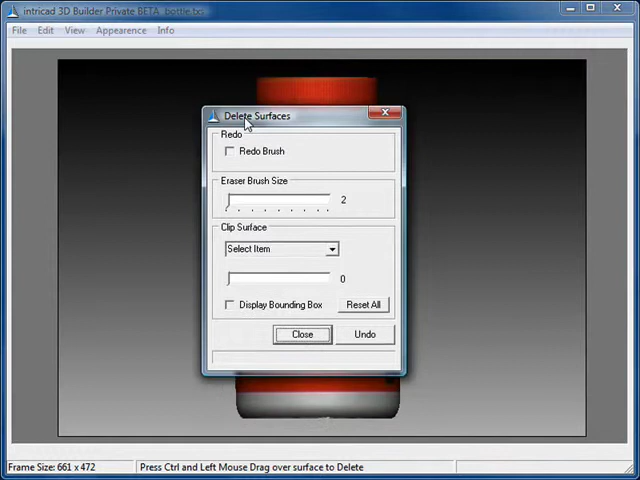 intricad 3D Builder Private BETA bottle.txs
File Edit View Appearence Info
Delete Surfaces
Redo
Redo Brush
Eraser Brush Size
2
Clip Surface
Select Item
0
Display Bounding Box Reset All
Close Undo
Frame Size: 661 x 472 Press Ctrl and Left Mouse Drag over surface to Delete